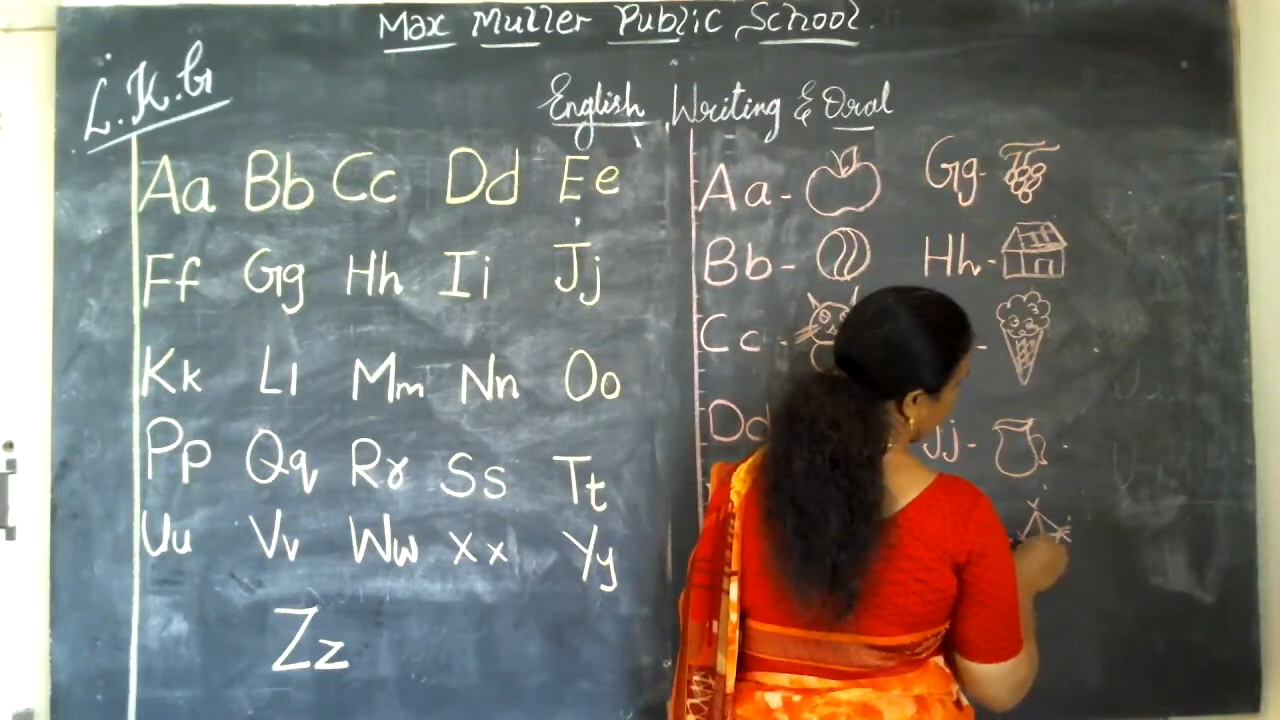 Max Muller Public School.
L.K.G
English Writing & Oral
Aa Bb Cc Dd Ee
Ff Gg Hh Ii Jj
Kk Ll Mm Nn Oo
Pp Qq Rr Ss Tt
Uu Vv Ww Xx Yy
Zz
Aa -
Bb -
Cc -
Dd
Gg -
Hh -
-
Jj -